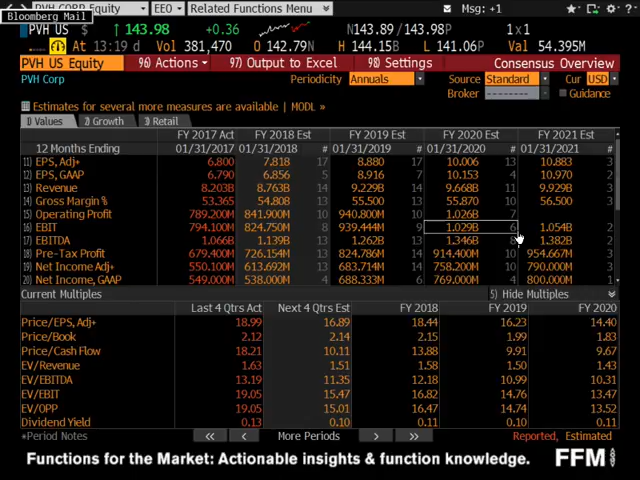 PVH CORP Equity EEO Related Functions Menu Msg: +1
Bloomberg Mail
PVH US $ ↑ 143.98 +0.36 N143.89 / 143.98P 1 x 1
At 13:19 d Vol 381,470 O 142.79N H 144.15B L 141.06P Val 54.395M
PVH US Equity 96) Actions 97) Output to Excel 98) Settings Consensus Overview
PVH Corp Periodicity Annuals Source Standard Cur USD
Broker -------- Guidance
Estimates for several more measures are available | MODL »
1) Values 2) Growth 3) Retail
FY 2017 Act FY 2018 Est FY 2019 Est FY 2020 Est FY 2021 Est
12 Months Ending 01/31/2017 01/31/2018 # 01/31/2019 # 01/31/2020 # 01/31/2021 #
11) EPS, Adj+ 6.800 7.818 17 8.880 17 10.006 13 10.883 3
12) EPS, GAAP 6.790 6.856 5 8.916 7 10.153 4 10.970 2
13) Revenue 8.203B 8.763B 14 9.229B 14 9.668B 11 9.929B 3
14) Gross Margin % 53.365 54.808 13 55.500 13 55.870 10 56.500 3
15) Operating Profit 789.200M 841.900M 10 940.800M 10 1.026B 7
16) EBIT 794.100M 824.750M 8 939.444M 9 1.029B 6 1.054B 2
17) EBITDA 1.066B 1.139B 12 1.262B 13 1.346B 8 1.382B 2
18) Pre-Tax Profit 679.400M 726.154M 13 824.786M 14 914.400M 10 954.667M 3
19) Net Income Adj+ 550.100M 613.692M 13 683.714M 14 758.200M 10 790.000M 3
20) Net Income, GAAP 549.000M 538.000M 4 688.333M 6 769.000M 4 800.000M 1
Current Multiples 5) Hide Multiples
Last 4 Qtrs Act Next 4 Qtrs Est FY 2018 FY 2019 FY 2020
Price/EPS, Adj+ 18.99 16.89 18.44 16.23 14.40
Price/Book 2.12 2.14 2.15 1.99 1.83
Price/Cash Flow 18.21 10.11 13.88 9.91 9.67
EV/Revenue 1.63 1.51 1.58 1.50 1.43
EV/EBITDA 13.19 11.35 12.18 10.99 10.31
EV/EBIT 19.05 15.47 16.82 14.76 13.47
EV/OPP 19.05 15.01 16.47 14.74 13.52
Dividend Yield 0.13 0.10 0.11 0.11 0.11
*Period Notes « ‹ More Periods › » Reported, Estimated
Functions for the Market: Actionable insights & function knowledge. FFM